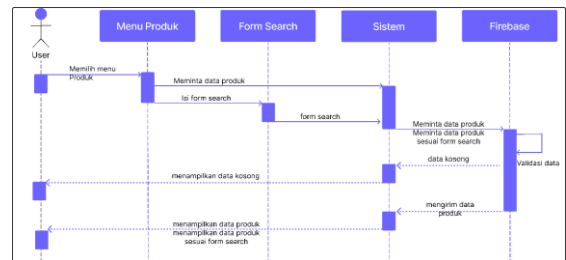 User
Menu Produk
Form Search
Sistem
Firebase
Memilih menu
Produk
Meminta data produk
Isi form search
form search
Meminta data produk
Meminta data produk
sesuai form search
Validasi data
data kosong
menampilkan data kosong
mengirim data
produk
menampilkan data produk
menampilkan data produk
sesuai form search